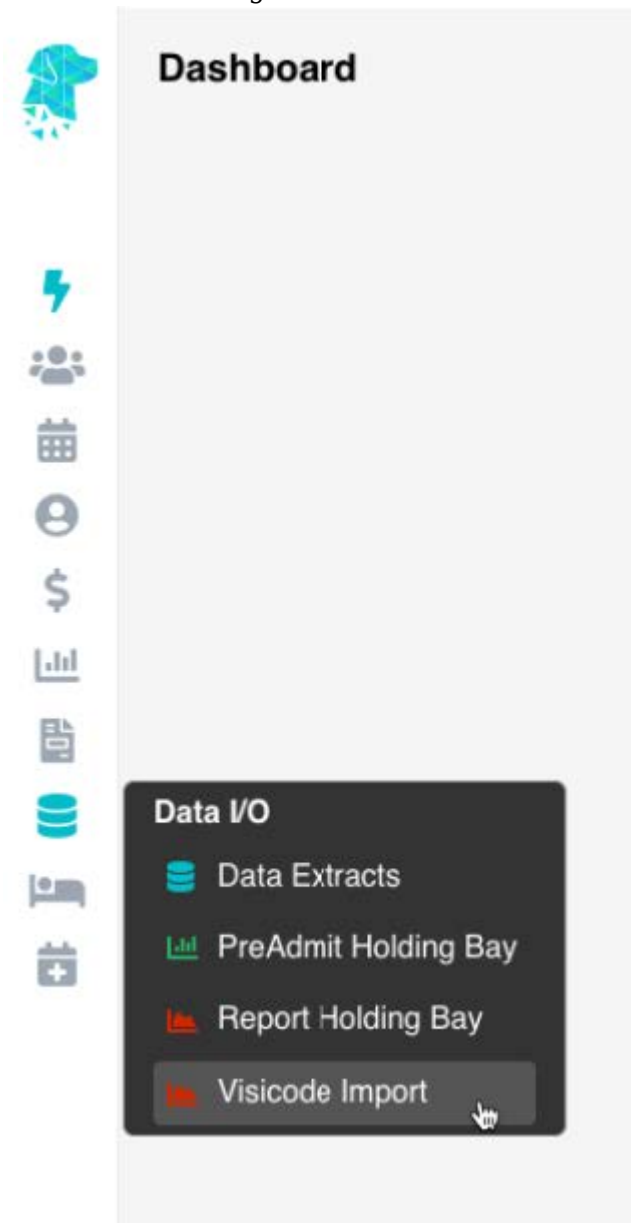 Dashboard
Data I/O
Data Extracts
PreAdmit Holding Bay
Report Holding Bay
Visicode Import